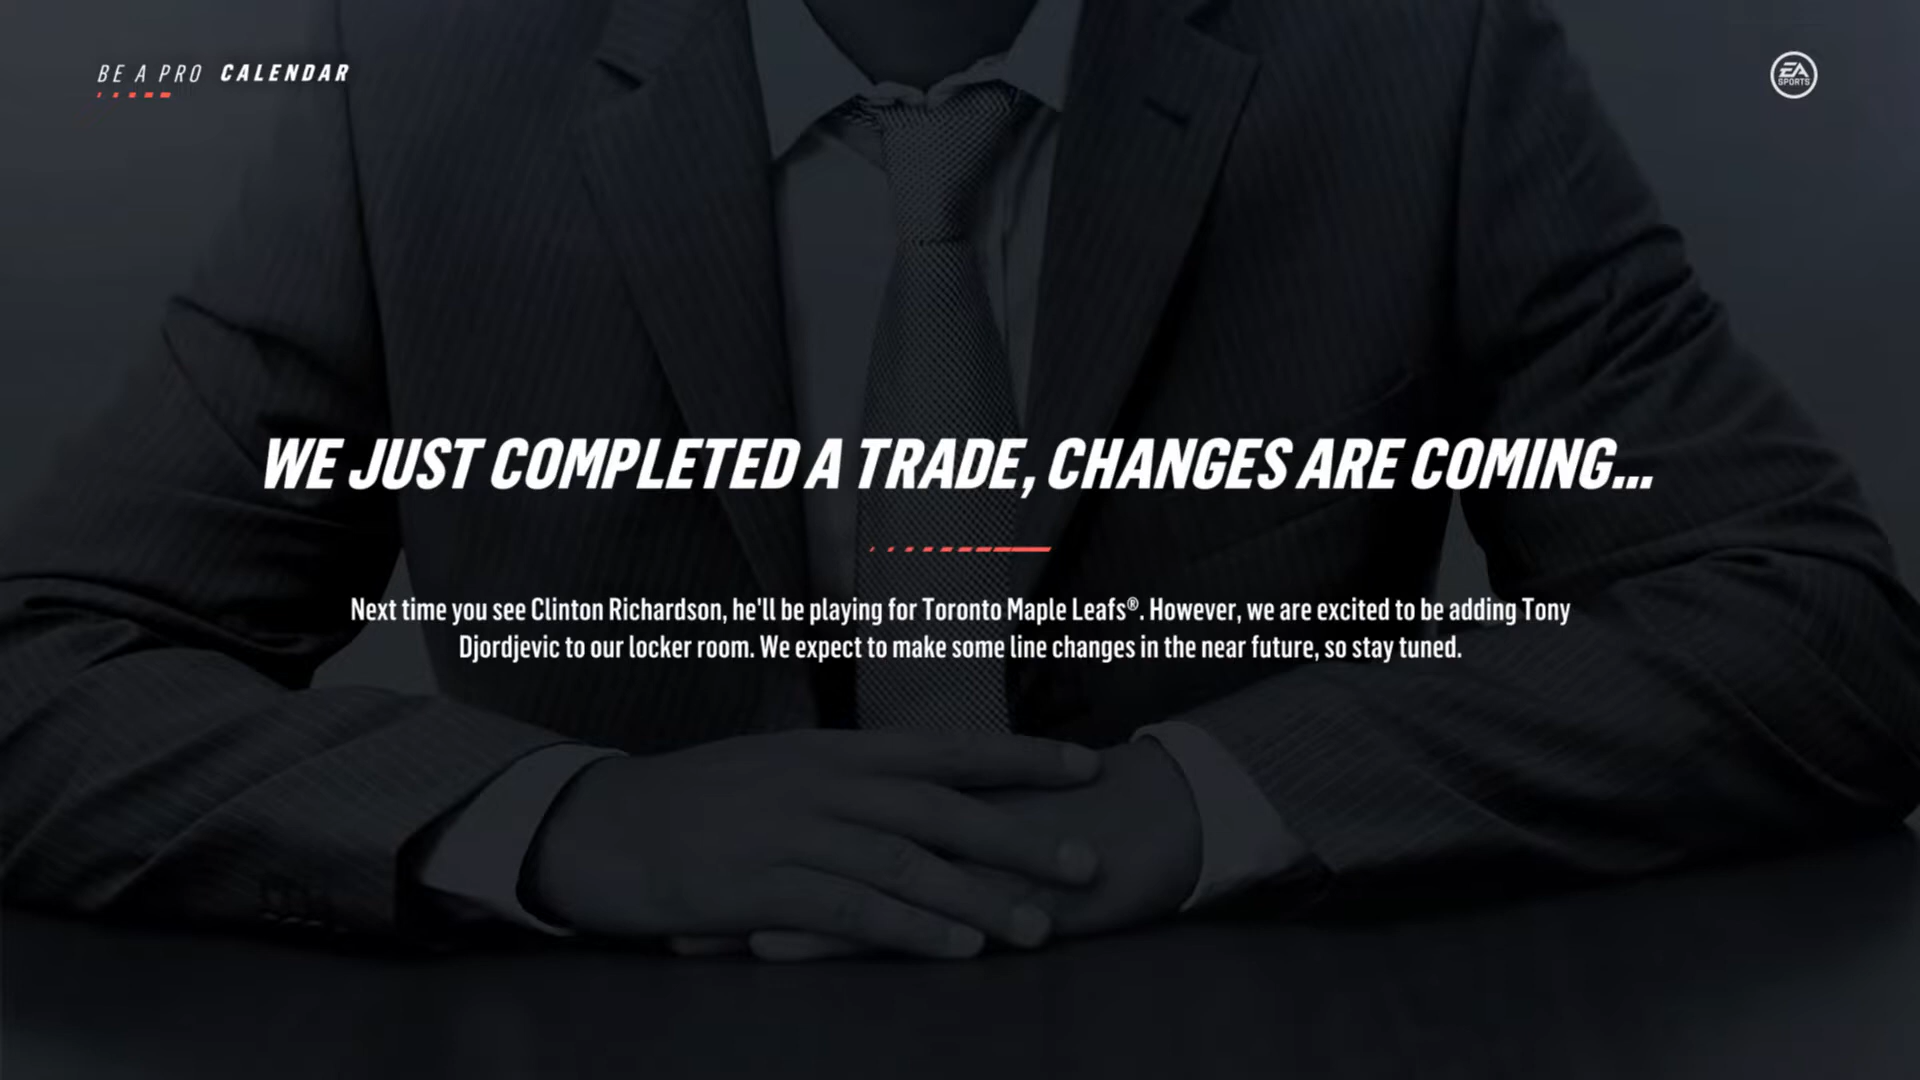 BE A PRO CALENDAR
EA SPORTS
WE JUST COMPLETED A TRADE, CHANGES ARE COMING...
Next time you see Clinton Richardson, he'll be playing for Toronto Maple Leafs®. However, we are excited to be adding Tony
Djordjevic to our locker room. We expect to make some line changes in the near future, so stay tuned.